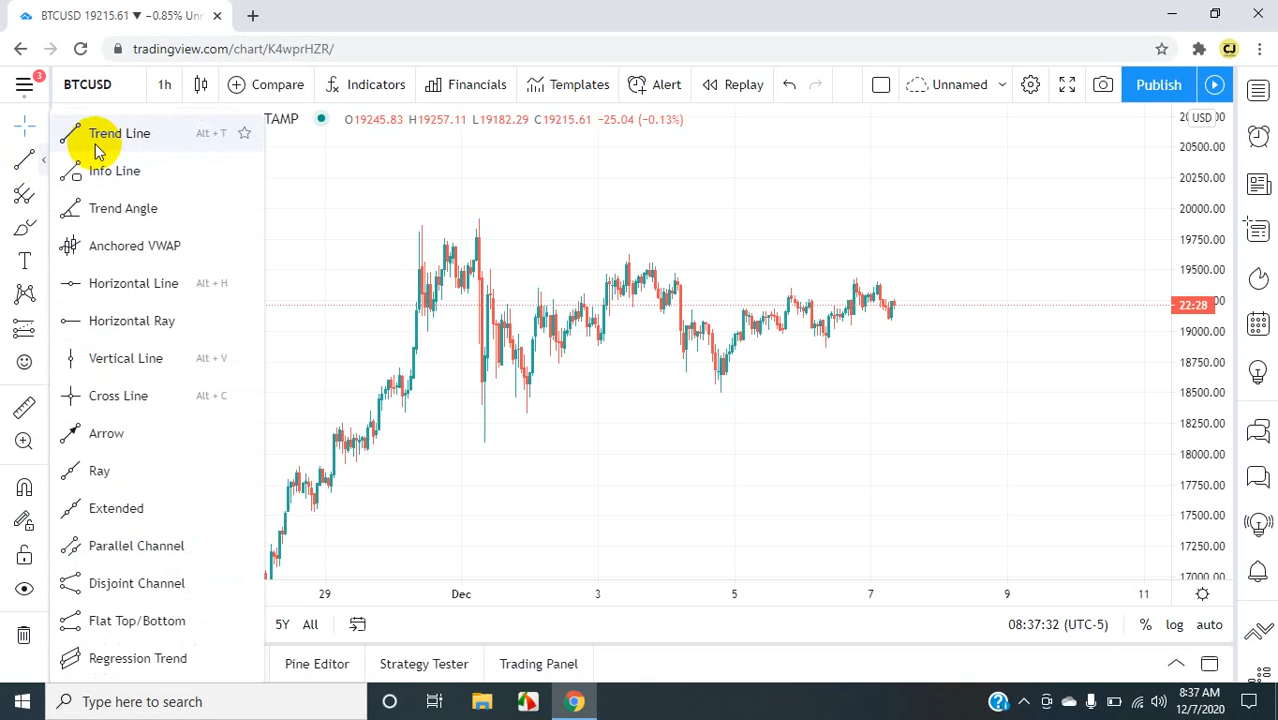 BTCUSD 19215.61 ▼ −0.85% Unr
tradingview.com/chart/K4wprHZR/
CJ
3
BTCUSD 1h Compare Indicators Financials Templates Alert Replay Unnamed Publish
TAMP O19245.83 H19257.11 L19182.29 C19215.61 −25.04 (−0.13%)
USD
Trend Line Alt + T
Info Line
Trend Angle
Anchored VWAP
Horizontal Line Alt + H
Horizontal Ray
Vertical Line Alt + V
Cross Line Alt + C
Arrow
Ray
Extended
Parallel Channel
Disjoint Channel
Flat Top/Bottom
Regression Trend
20500.00
20250.00
20000.00
19750.00
19500.00
22:28
19000.00
18750.00
18500.00
18250.00
18000.00
17750.00
17500.00
17250.00
17000.00
29 Dec 3 5 7 9 11
5Y All 08:37:32 (UTC-5) % log auto
Pine Editor Strategy Tester Trading Panel
Type here to search
8:37 AM
12/7/2020